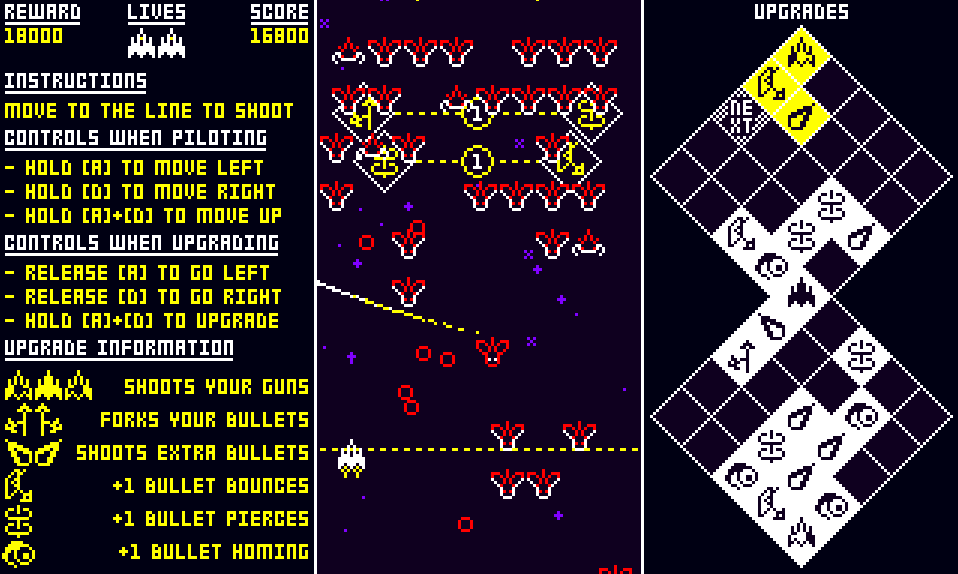 REWARD
18000
LIVES
SCORE
16800
INSTRUCTIONS
MOVE TO THE LINE TO SHOOT
CONTROLS WHEN PILOTING
- HOLD [A] TO MOVE LEFT
- HOLD [D] TO MOVE RIGHT
- HOLD [A]+[D] TO MOVE UP
CONTROLS WHEN UPGRADING
- RELEASE [A] TO GO LEFT
- RELEASE [D] TO GO RIGHT
- HOLD [A]+[D] TO UPGRADE
UPGRADE INFORMATION
SHOOTS YOUR GUNS
FORKS YOUR BULLETS
SHOOTS EXTRA BULLETS
+1 BULLET BOUNCES
+1 BULLET PIERCES
+1 BULLET HOMING
1
1
UPGRADES
NE
XT